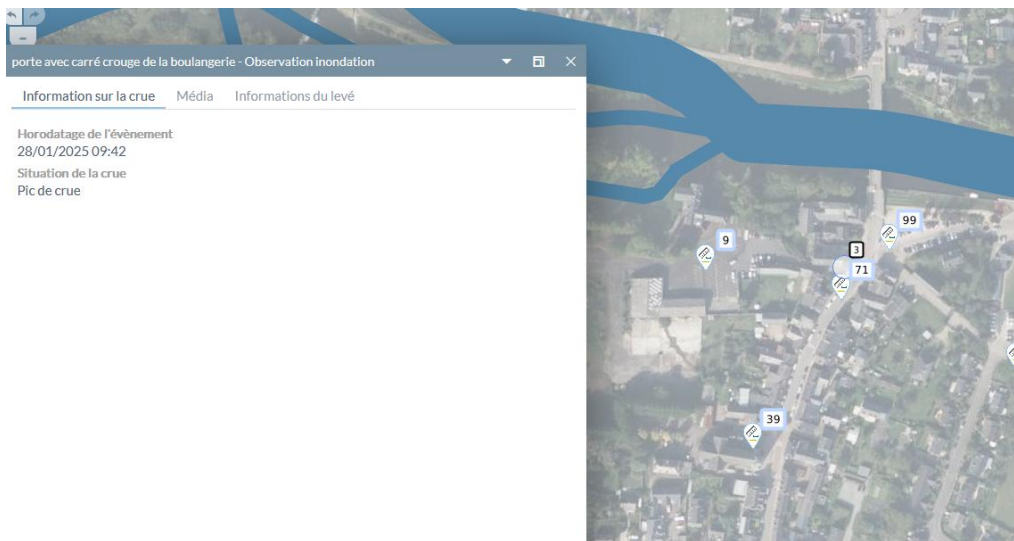 porte avec carré crouge de la boulangerie - Observation inondation
Information sur la crue Média Informations du levé
Horodatage de l'évènement
28/01/2025 09:42
Situation de la crue
Pic de crue
99
9
3
71
39